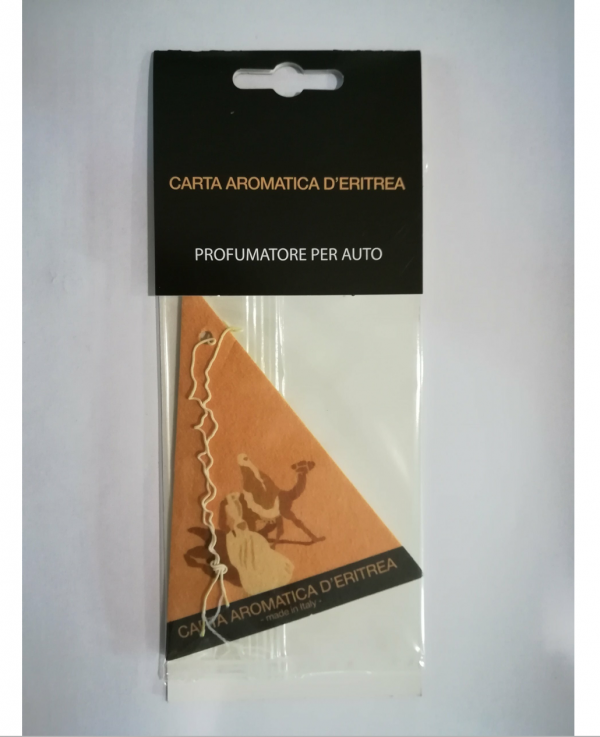 CARTA AROMATICA D'ERITREA
PROFUMATORE PER AUTO
CARTA AROMATICA D'ERITREA
- made in Italy -